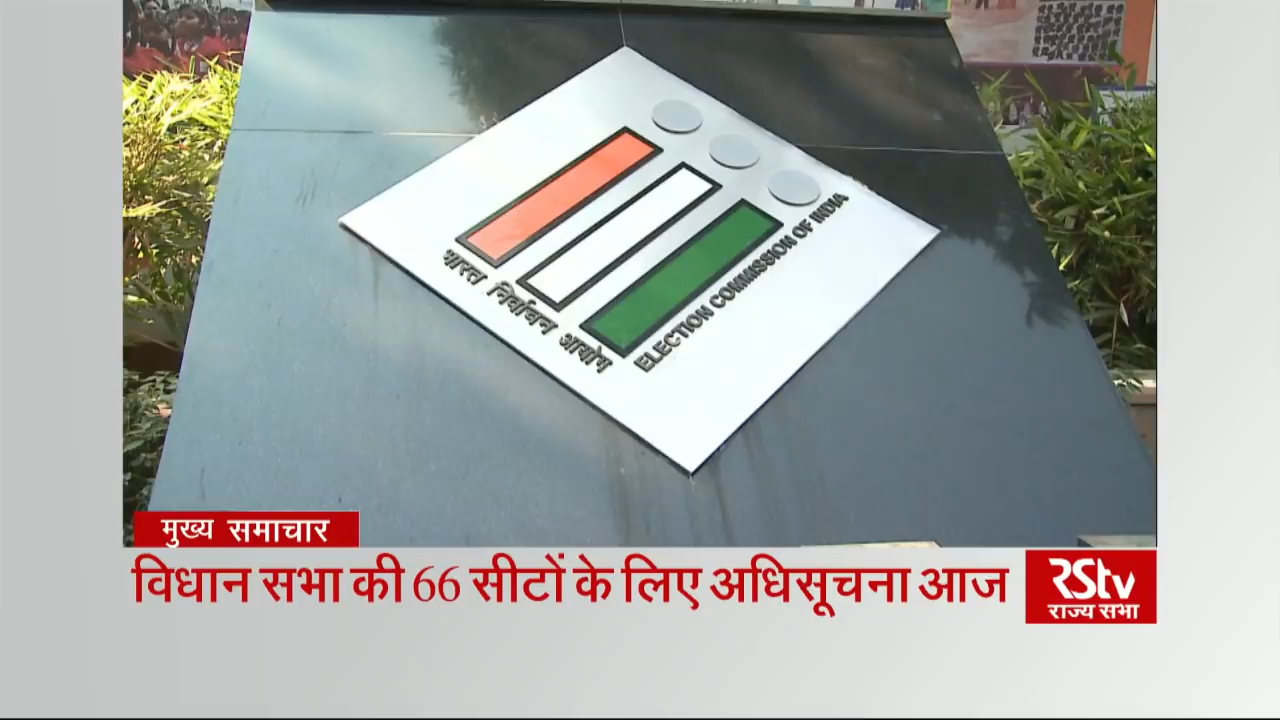 भारत निर्वाचन आयोग
ELECTION COMMISSION OF INDIA
मुख्य समाचार
विधान सभा की 66 सीटों के लिए अधिसूचना आज
RStv
राज्य सभा